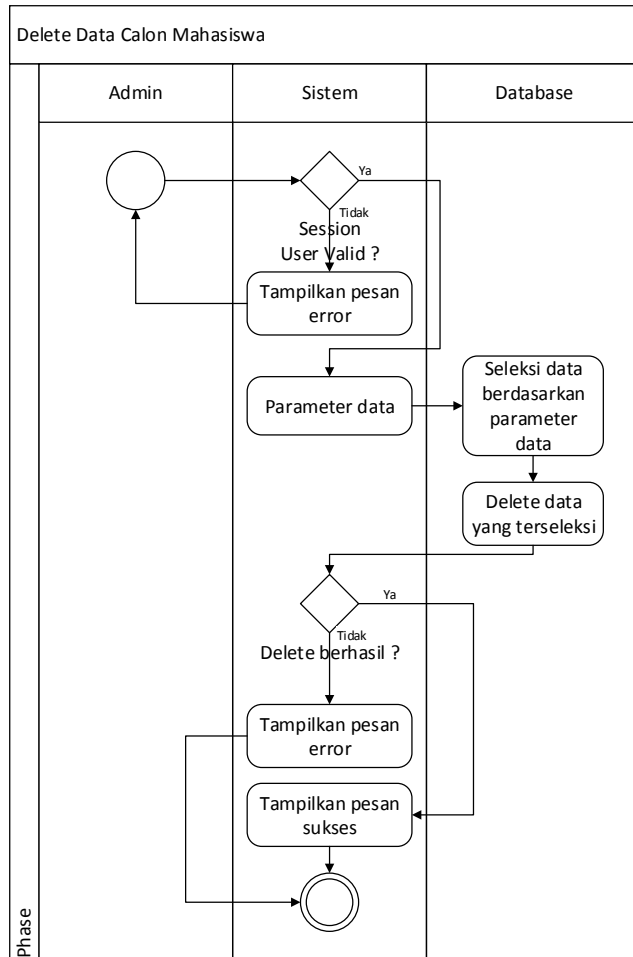 Delete Data Calon Mahasiswa
Phase
Admin
Sistem
Database
Ya
Tidak
Session
User Valid ?
Tampilkan pesan
error
Parameter data
Seleksi data
berdasarkan
parameter
data
Delete data
yang terseleksi
Ya
Tidak
Delete berhasil ?
Tampilkan pesan
error
Tampilkan pesan
sukses